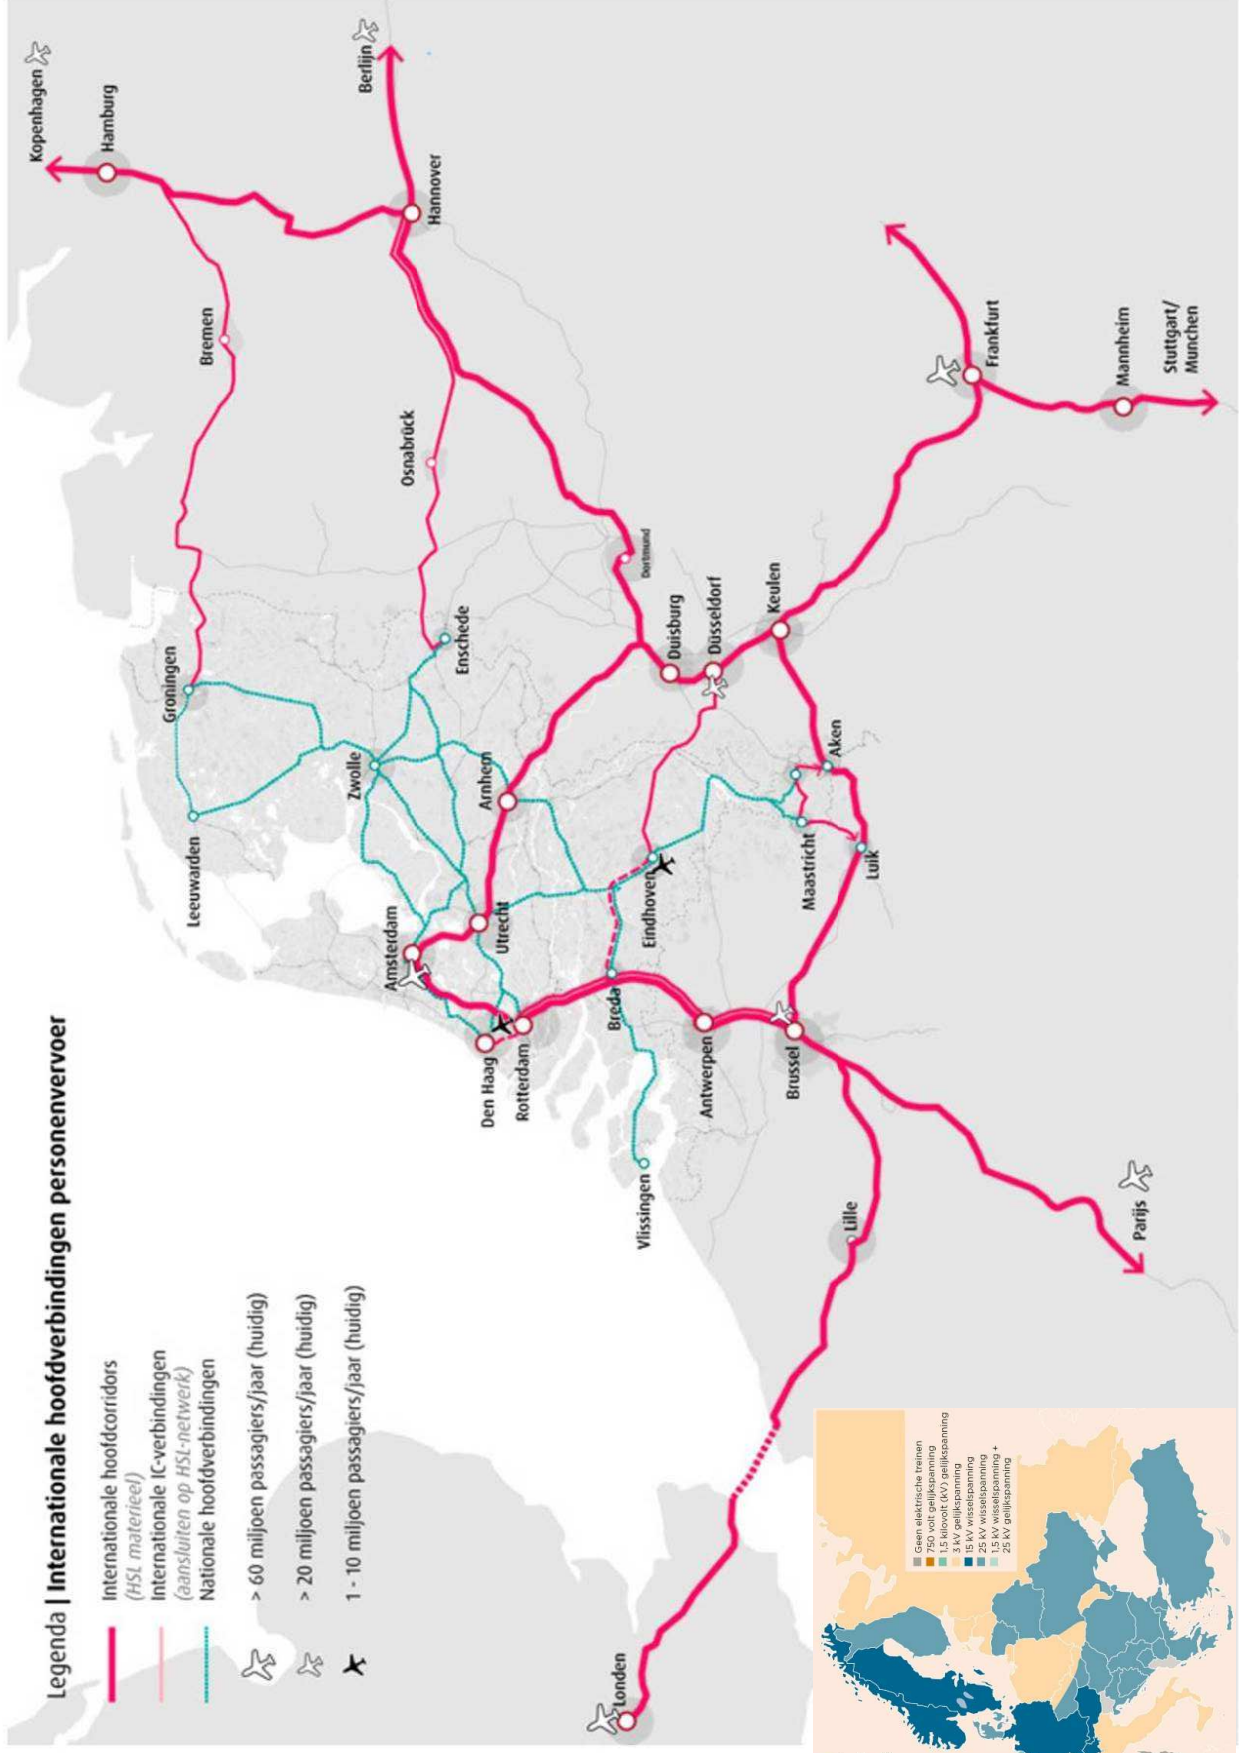 Legenda | Internationale hoofdverbindingen personenvervoer
Internationale hoofdcorridors
(HSL materieel)
Internationale IC-verbindingen
(aansluiten op HSL-netwerk)
Nationale hoofdverbindingen
> 60 miljoen passagiers/jaar (huidig)
> 20 miljoen passagiers/jaar (huidig)
1 - 10 miljoen passagiers/jaar (huidig)
Kopenhagen
Hamburg
Berlijn
Hannover
Bremen
Osnabrück
Groningen
Leeuwarden
Zwolle
Enschede
Amsterdam
Utrecht
Arnhem
Den Haag
Rotterdam
Breda
Eindhoven
Vlissingen
Antwerpen
Brussel
Maastricht
Luik
Aken
Dortmund
Duisburg
Düsseldorf
Keulen
Frankfurt
Mannheim
Stuttgart/
Munchen
Lille
Parijs
Londen
Geen elektrische treinen
750 volt gelijkspanning
1,5 kilovolt (kV) gelijkspanning
3 kV gelijkspanning
15 kV wisselspanning
25 kV wisselspanning
1,5 kV wisselspanning +
25 kV gelijkspanning